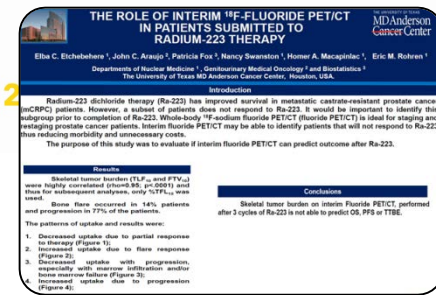 THE ROLE OF INTERIM ¹⁸F-FLUORIDE PET/CT
IN PATIENTS SUBMITTED TO
RADIUM-223 THERAPY
THE UNIVERSITY OF TEXAS
MD Anderson
Cancer Center
Elba C. Etchebehere ¹, John C. Araujo ², Patricia Fox ³, Nancy Swanston ¹, Homer A. Macapinlac ¹, Eric M. Rohren ¹
Departments of Nuclear Medicine ¹, Genitourinary Medical Oncology ² and Biostatistics ³
The University of Texas MD Anderson Cancer Center, Houston, USA.
2
Introduction
Radium-223 dichloride therapy (Ra-223) has improved survival in metastatic castrate-resistant prostate cancer
(mCRPC) patients. However, a subset of patients does not respond to Ra-223. It would be important to identify this
subgroup prior to completion of Ra-223. Whole-body ¹⁸F-sodium fluoride PET/CT (fluoride PET/CT) is ideal for staging and
restaging prostate cancer patients. Interim fluoride PET/CT may be able to identify patients that will not respond to Ra-223
thus reducing morbidity and unnecessary costs.
The purpose of this study was to evaluate if interim fluoride PET/CT can predict outcome after Ra-223.
Results
Skeletal tumor burden (TLF₁₀ and FTV₁₀)
were highly correlated (rho=0.95; p<.0001) and
thus for subsequent analyses, only %TFL₁₀ was
used.
Bone flare occurred in 14% patients
and progression in 77% of the patients.
The patterns of uptake and results were:
1. Decreased uptake due to partial response
to therapy (Figure 1);
2. Increased uptake due to flare response
(Figure 2);
3. Decreased uptake with progression,
especially with marrow infiltration and/or
bone marrow failure (Figure 3);
4. Increased uptake due to progression
(Figure 4);
Conclusions
Skeletal tumor burden on interim Fluoride PET/CT, performed
after 3 cycles of Ra-223 is not able to predict OS, PFS or TTBE.